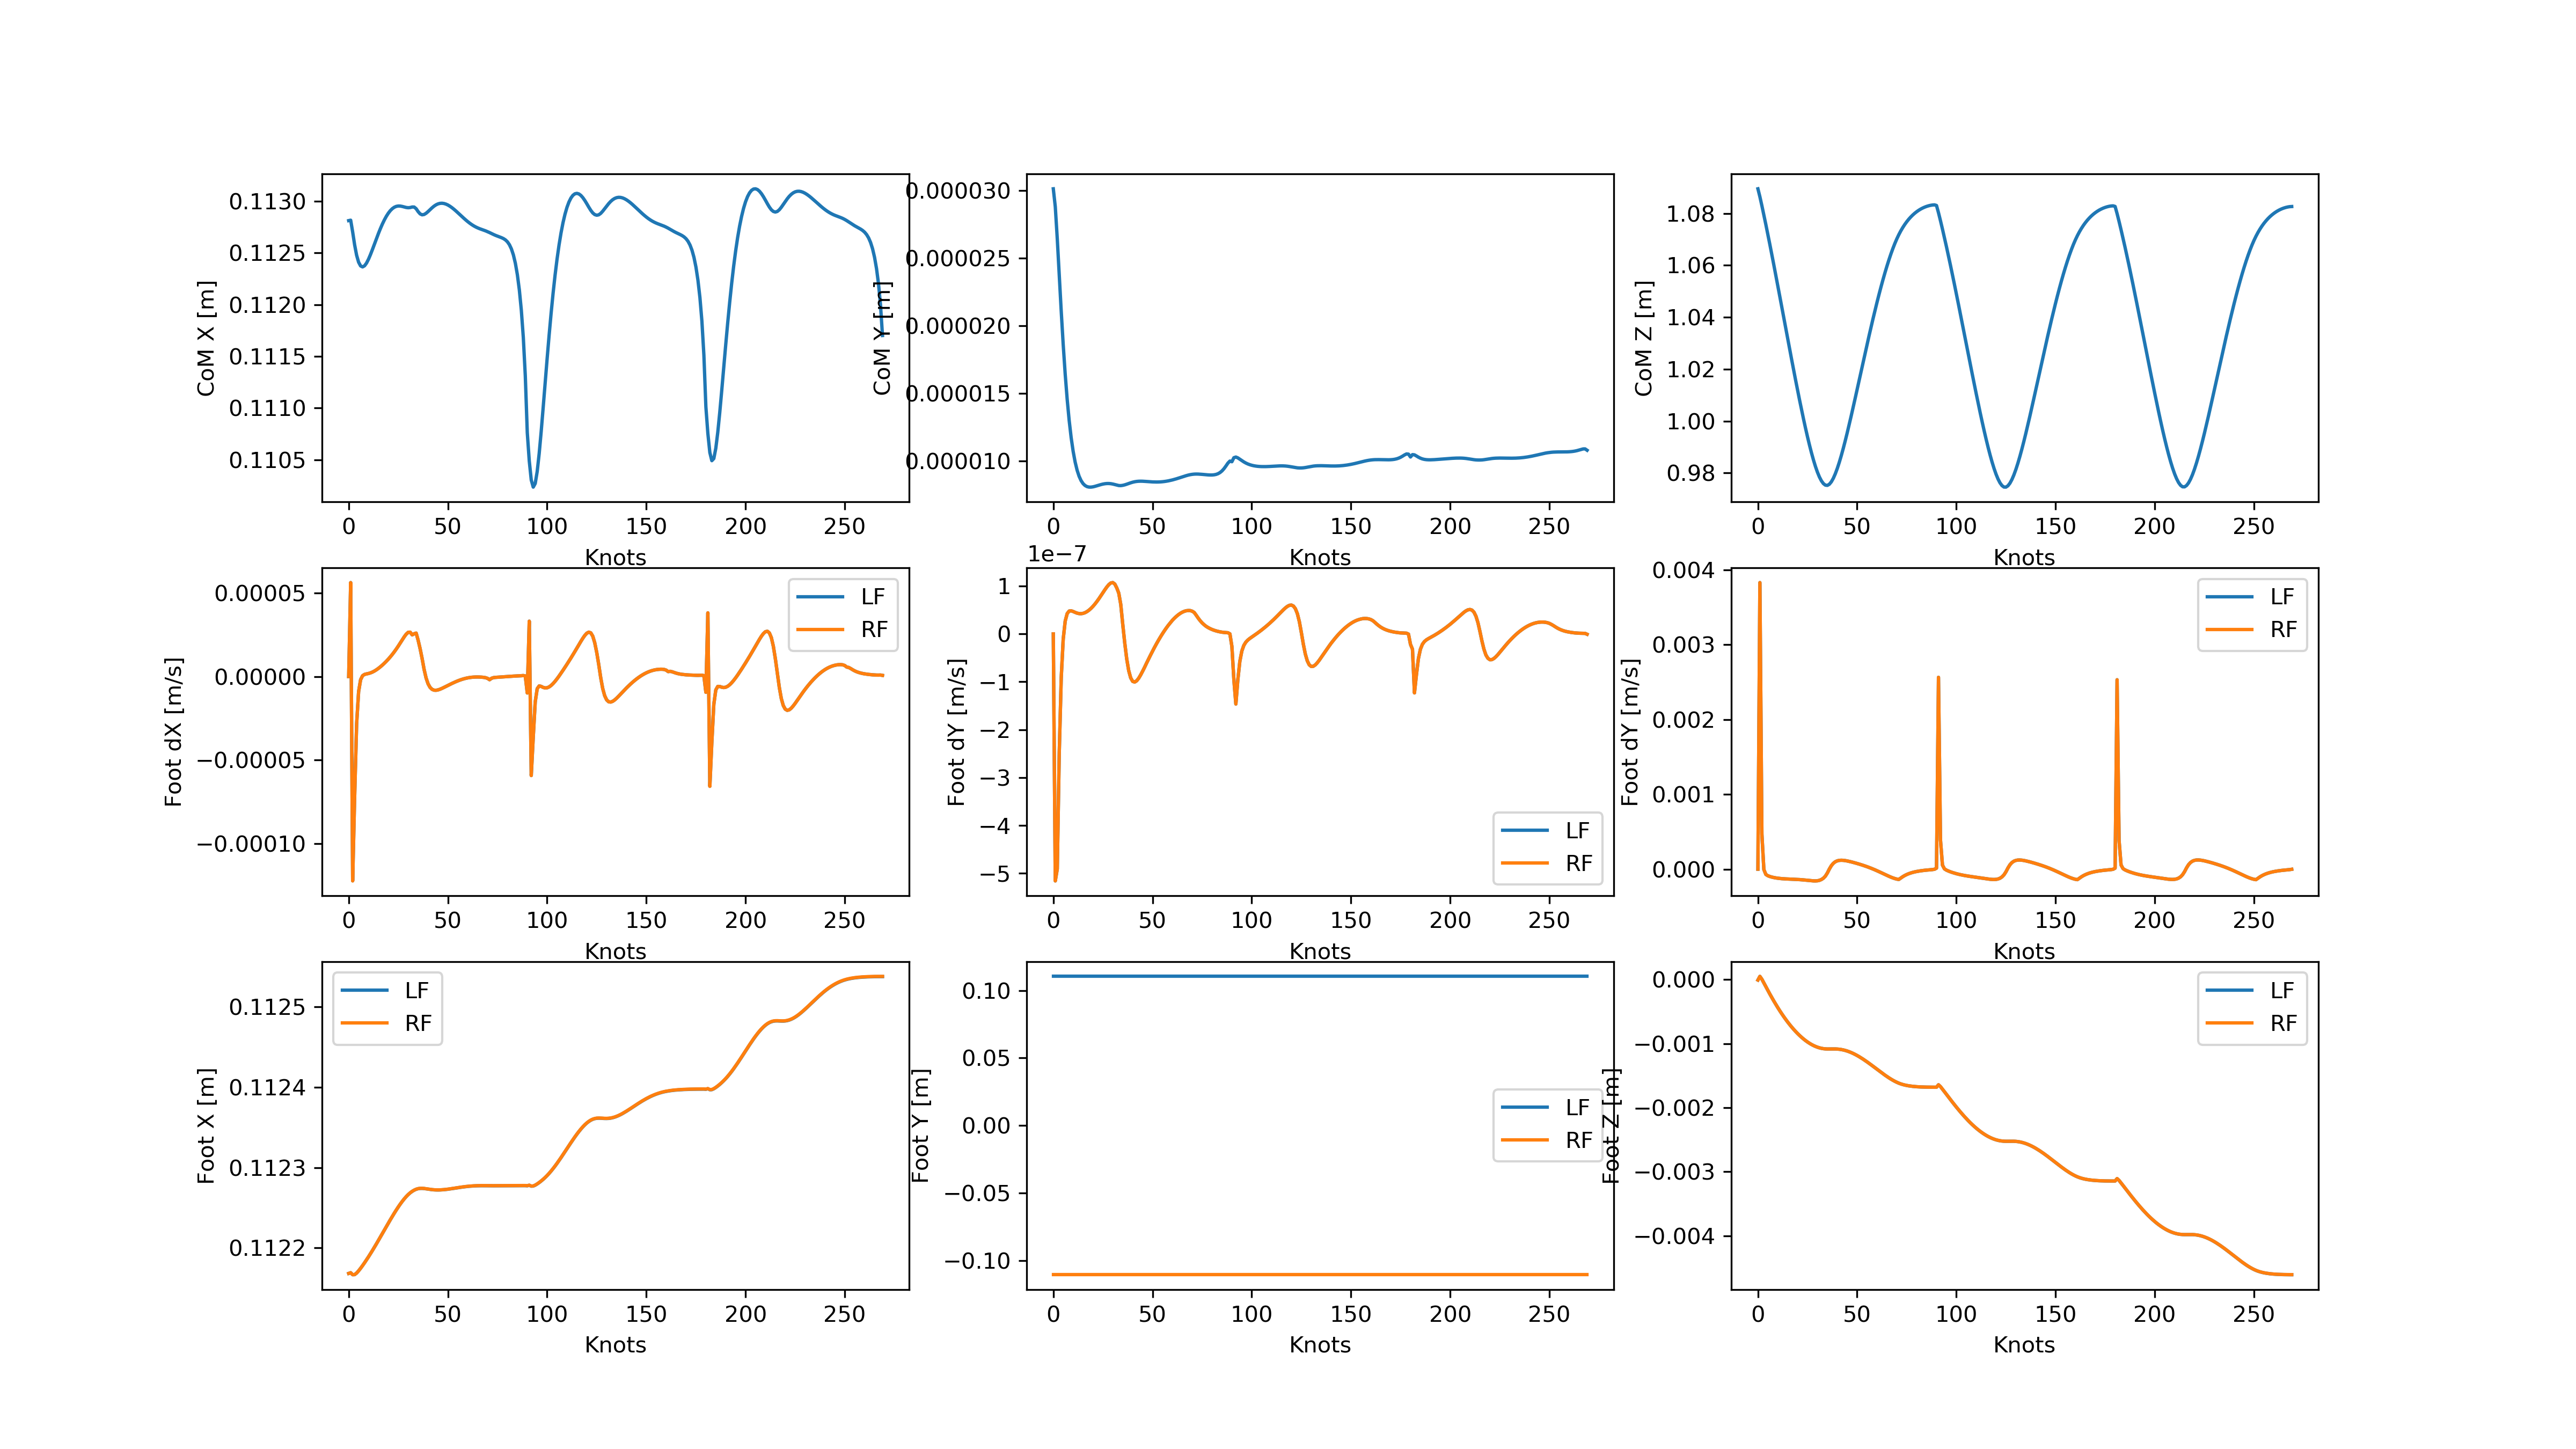 0.1130
0.1125
0.1120
0.1115
0.1110
0.1105
CoM X [m]
0 50 100 150 200 250
Knots
0.000030
0.000025
0.000020
0.000015
0.000010
CoM Y [m]
0 50 100 150 200 250
Knots
1.08
1.06
1.04
1.02
1.00
0.98
CoM Z [m]
0 50 100 150 200 250
Knots
0.00005
0.00000
−0.00005
−0.00010
Foot dX [m/s]
LF
RF
0 50 100 150 200 250
Knots
1e−7
1
0
−1
−2
−3
−4
−5
Foot dY [m/s]
LF
RF
0 50 100 150 200 250
Knots
0.004
0.003
0.002
0.001
0.000
Foot dY [m/s]
LF
RF
0 50 100 150 200 250
Knots
0.1125
0.1124
0.1123
0.1122
Foot X [m]
LF
RF
0 50 100 150 200 250
Knots
0.10
0.05
0.00
−0.05
−0.10
Foot Y [m]
LF
RF
0 50 100 150 200 250
Knots
0.000
−0.001
−0.002
−0.003
−0.004
Foot Z [m]
LF
RF
0 50 100 150 200 250
Knots